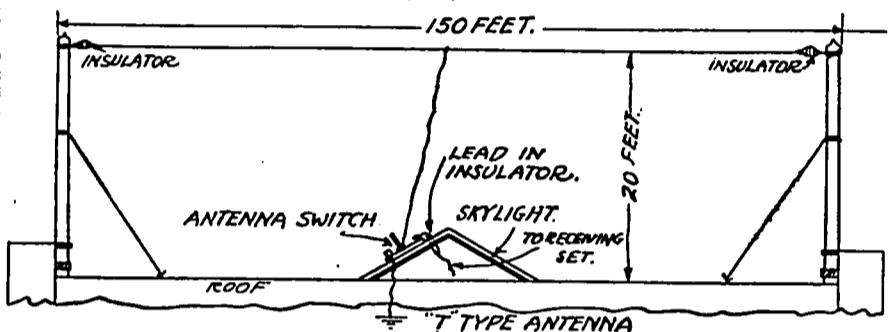 150 FEET.
INSULATOR
INSULATOR
20 FEET.
LEAD IN
INSULATOR.
ANTENNA SWITCH
SKYLIGHT.
TO RECEIVING
SET.
ROOF
"T" TYPE ANTENNA